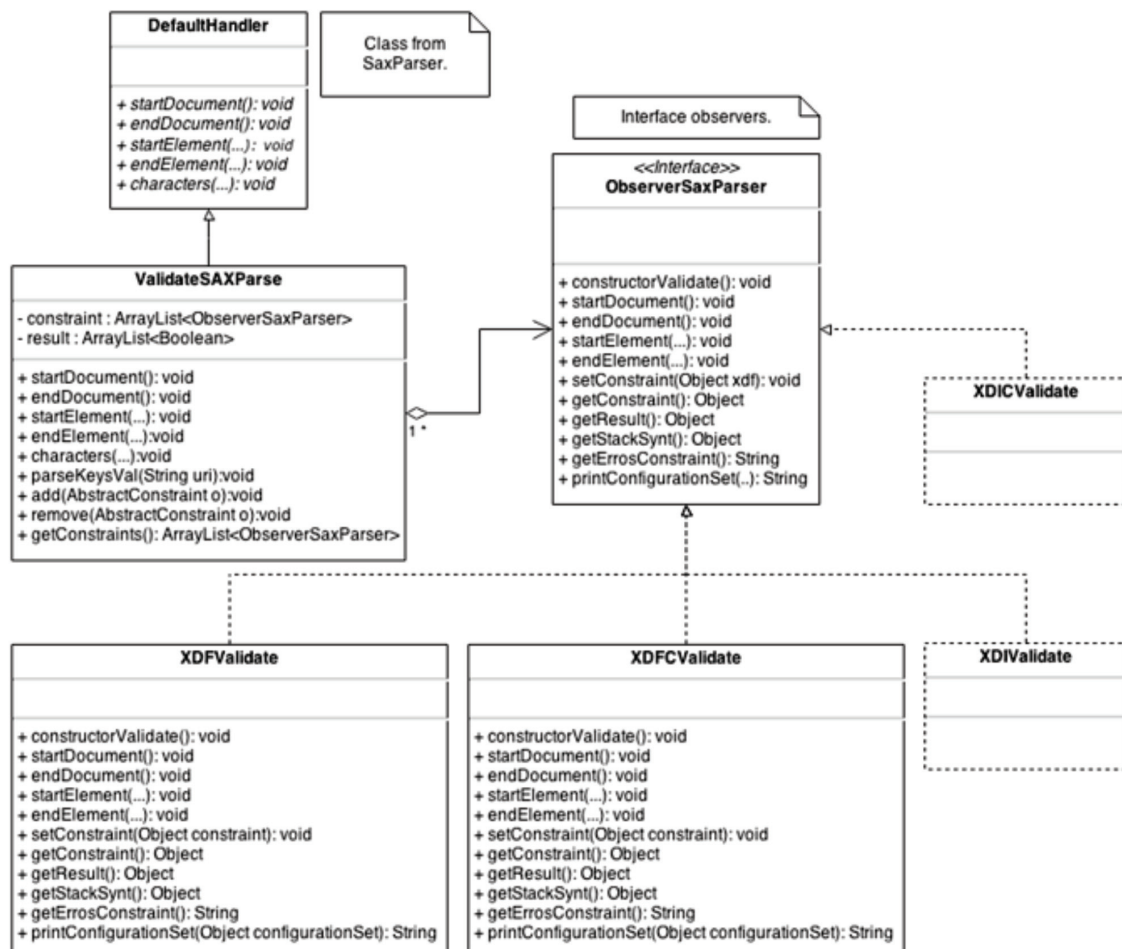 DefaultHandler
+ startDocument(): void
+ endDocument(): void
+ startElement(...): void
+ endElement(...): void
+ characters(...): void
Class from
SaxParser.
Interface observers.
<<Interface>>
ObserverSaxParser
+ constructorValidate(): void
+ startDocument(): void
+ endDocument(): void
+ startElement(...): void
+ endElement(...): void
+ setConstraint(Object xdf): void
+ getConstraint(): Object
+ getResult(): Object
+ getStackSynt(): Object
+ getErrosConstraint(): String
+ printConfigurationSet(..): String
ValidateSAXParse
- constraint : ArrayList<ObserverSaxParser>
- result : ArrayList<Boolean>
+ startDocument(): void
+ endDocument(): void
+ startElement(...): void
+ endElement(...):void
+ characters(...):void
+ parseKeysVal(String uri):void
+ add(AbstractConstraint o):void
+ remove(AbstractConstraint o):void
+ getConstraints(): ArrayList<ObserverSaxParser>
1 *
XDICValidate
XDFValidate
+ constructorValidate(): void
+ startDocument(): void
+ endDocument(): void
+ startElement(...): void
+ endElement(...): void
+ setConstraint(Object constraint): void
+ getConstraint(): Object
+ getResult(): Object
+ getStackSynt(): Object
+ getErrosConstraint(): String
+ printConfigurationSet(Object configurationSet): String
XDFCValidate
+ constructorValidate(): void
+ startDocument(): void
+ endDocument(): void
+ startElement(...): void
+ endElement(...): void
+ setConstraint(Object constraint): void
+ getConstraint(): Object
+ getResult(): Object
+ getStackSynt(): Object
+ getErrosConstraint(): String
+ printConfigurationSet(Object configurationSet): String
XDIValidate